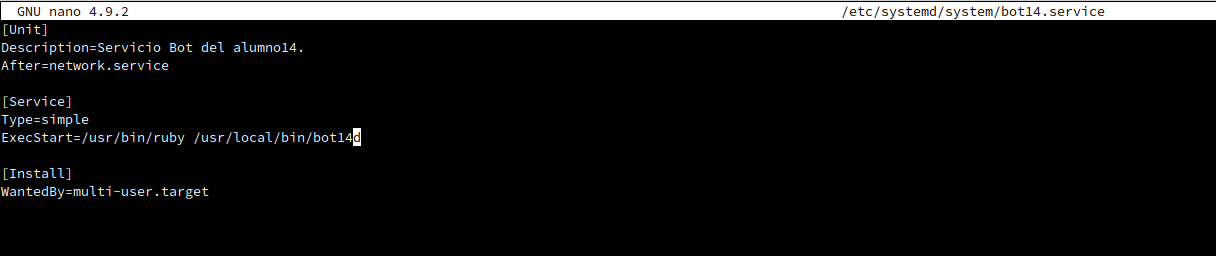 GNU nano 4.9.2 /etc/systemd/system/bot14.service
[Unit]
Description=Servicio Bot del alumno14.
After=network.service
[Service]
Type=simple
ExecStart=/usr/bin/ruby /usr/local/bin/bot14d
[Install]
WantedBy=multi-user.target